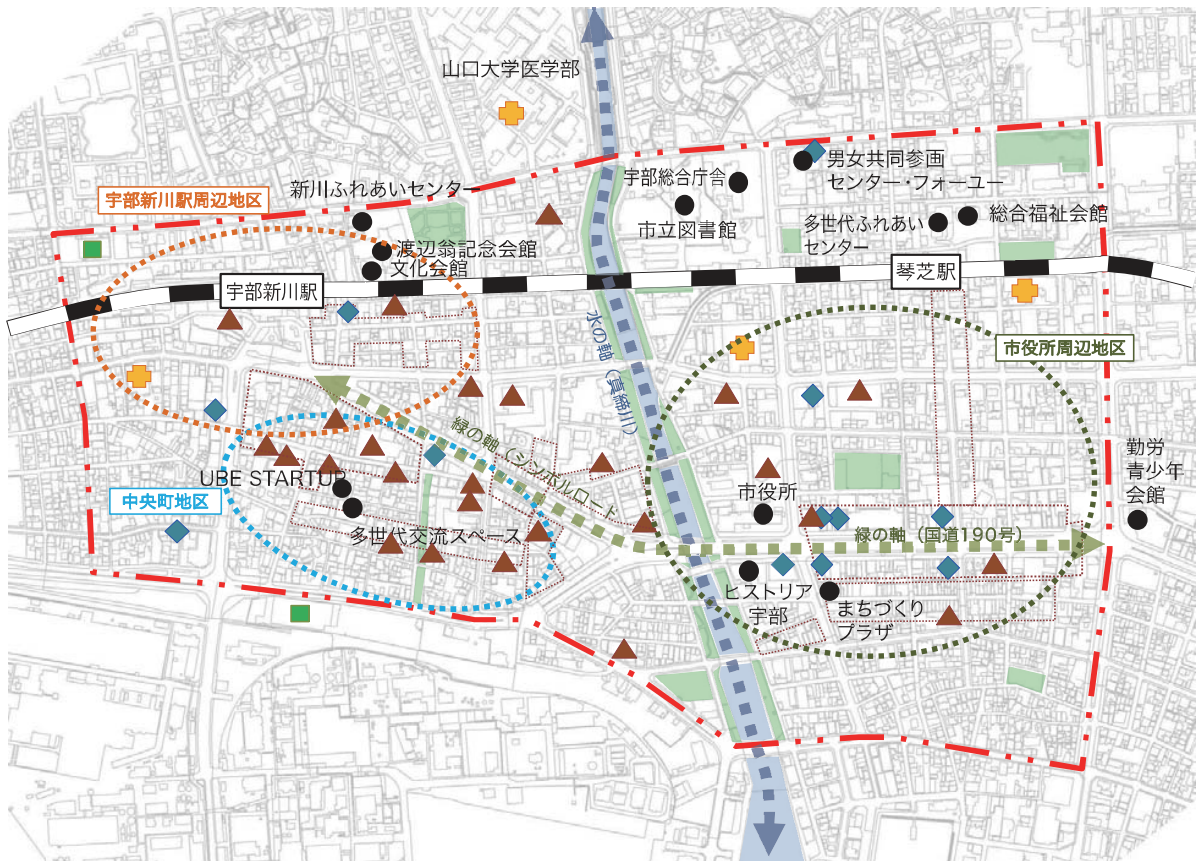 山口大学医学部
男女共同参画
センター・フォーユー
宇部総合庁舎
新川ふれあいセンター
宇部新川駅周辺地区
総合福祉会館
多世代ふれあい
センター
市立図書館
渡辺翁記念会館
文化会館
琴芝駅
宇部新川駅
水の軸（真締川）
市役所周辺地区
緑の軸（シンボルロード
勤労
青少年
会館
UBE STARTUP
中央町地区
市役所
多世代交流スペース
緑の軸（国道190号）
ヒストリア
宇部
まちづくり
プラザ